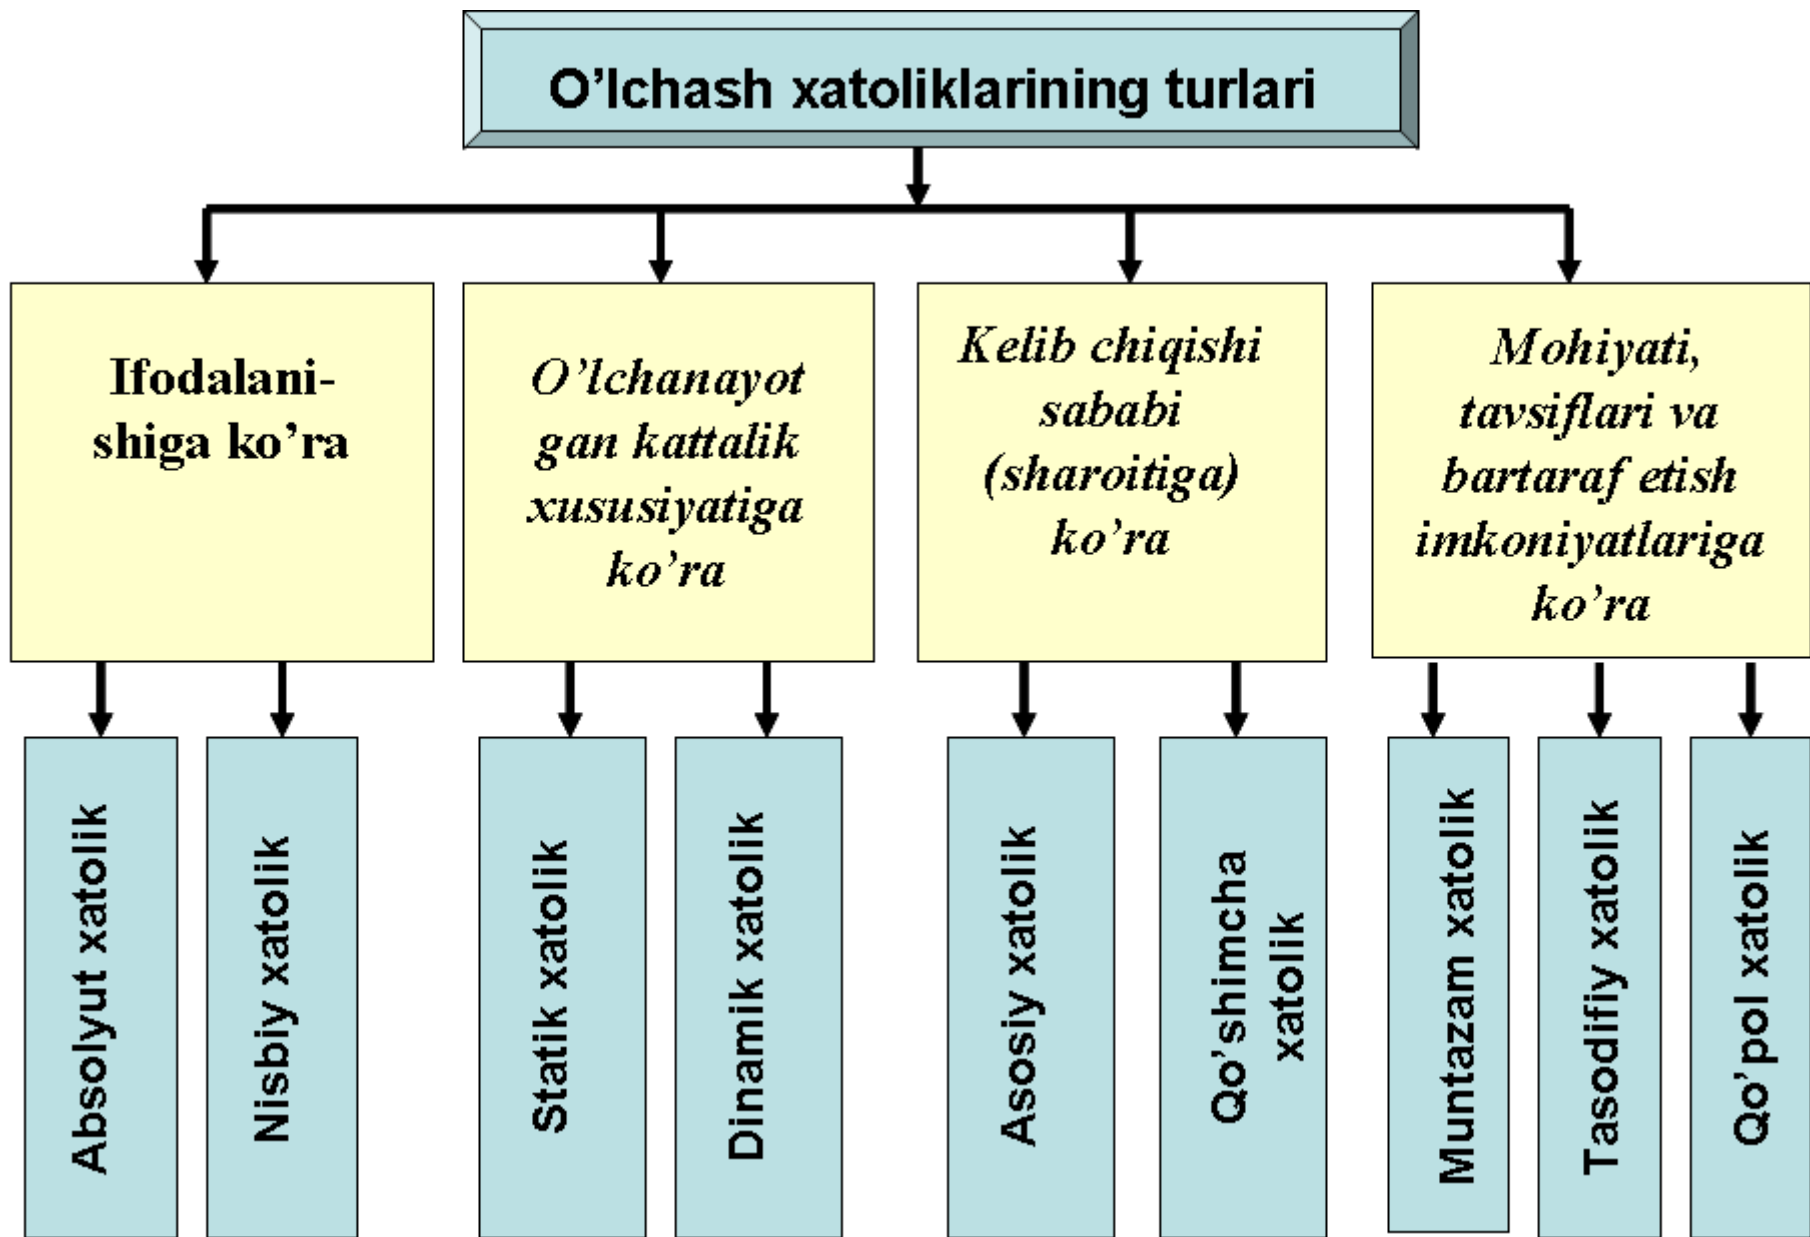 O’lchash xatoliklarining turlari
Ifodalani-
shiga ko’ra
O’lchanayot
gan kattalik
xususiyatiga
ko’ra
Kelib chiqishi
sababi
(sharoitiga)
ko’ra
Mohiyati,
tavsiflari va
bartaraf etish
imkoniyatlariga
ko’ra
Absolyut xatolik
Nisbiy xatolik
Statik xatolik
Dinamik xatolik
Asosiy xatolik
Qo’shimcha
xatolik
Muntazam xatolik
Tasodifiy xatolik
Qo’pol xatolik